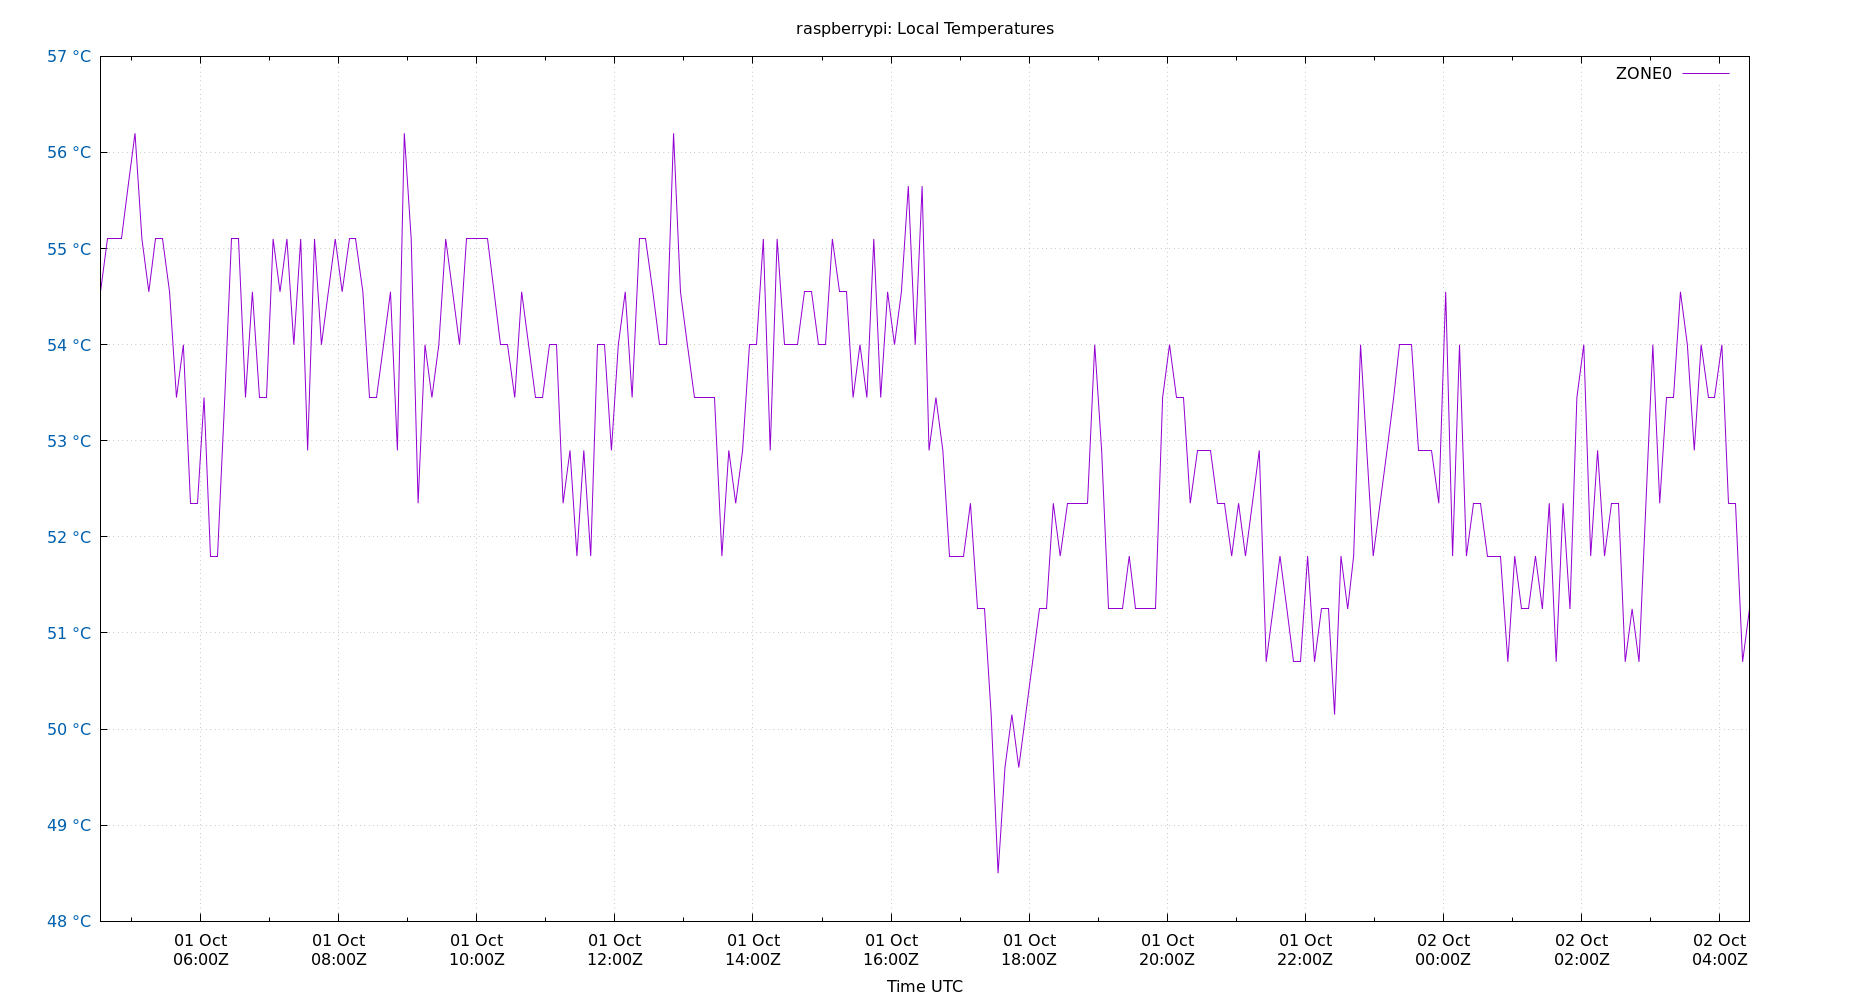 raspberrypi: Local Temperatures
57 °C
ZONE0
56 °C
55 °C
54 °C
53 °C
52 °C
51 °C
50 °C
49 °C
48 °C
01 Oct 01 Oct 01 Oct 01 Oct 01 Oct 01 Oct 01 Oct 01 Oct 01 Oct 02 Oct 02 Oct 02 Oct
06:00Z 08:00Z 10:00Z 12:00Z 14:00Z 16:00Z 18:00Z 20:00Z 22:00Z 00:00Z 02:00Z 04:00Z
Time UTC